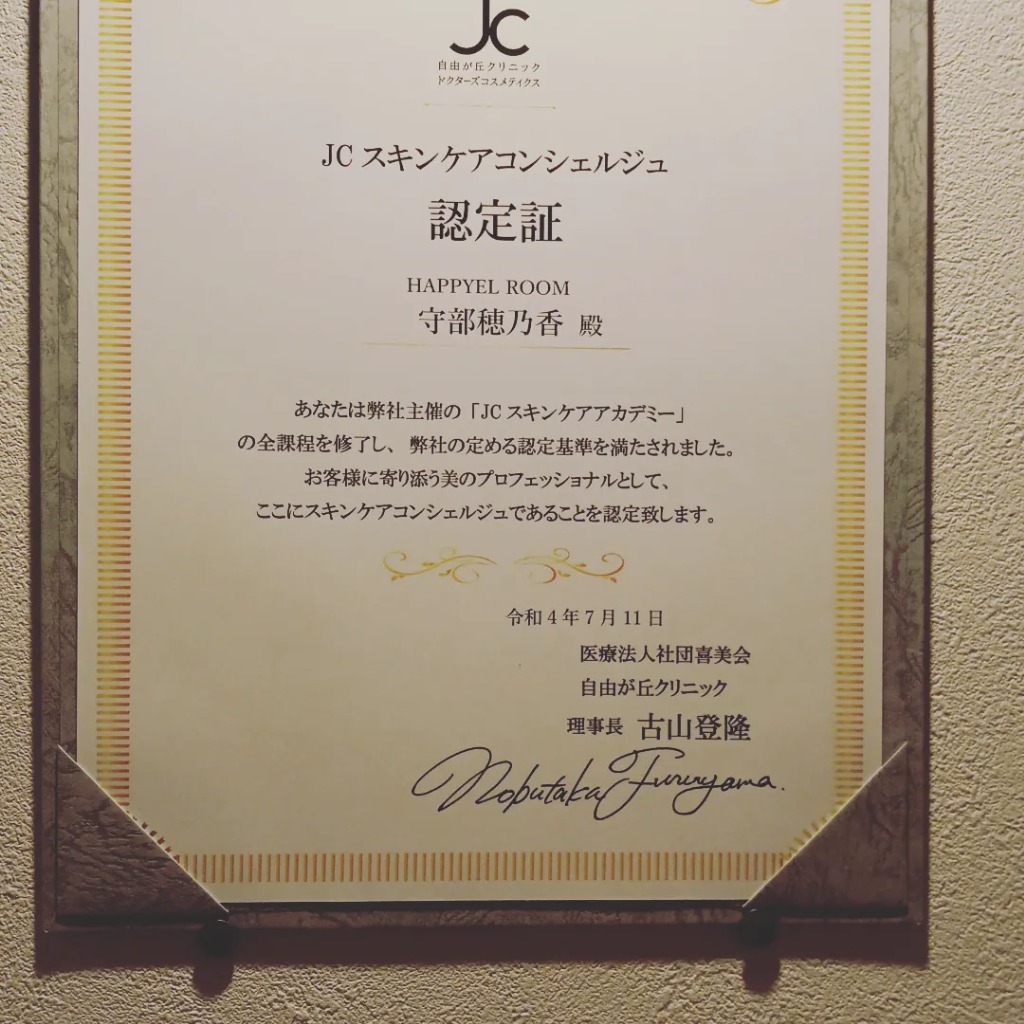 JC
自由が丘クリニック
ドクターズコスメティクス
JC スキンケアコンシェルジュ
認定証
HAPPYEL ROOM
守部穂乃香 殿
あなたは弊社主催の「JC スキンケアアカデミー」
の全課程を修了し、弊社の定める認定基準を満たされました。
お客様に寄り添う美のプロフェッショナルとして、
ここにスキンケアコンシェルジュであることを認定致します。
令和4年7月11日
医療法人社団喜美会
自由が丘クリニック
理事長 古山登隆
Nobutaka Furuyama.